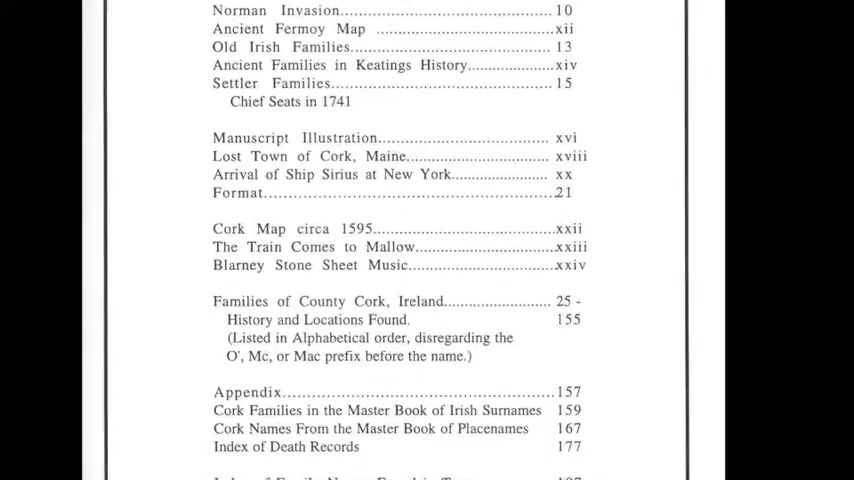 Norman Invasion.......................................... 10
Ancient Fermoy Map ..................................xii
Old Irish Families....................................... 13
Ancient Families in Keatings History.................xiv
Settler Families........................................... 15
Chief Seats in 1741
Manuscript Illustration.................................. xvi
Lost Town of Cork, Maine............................. xviii
Arrival of Ship Sirius at New York.................... xx
Format........................................................21
Cork Map circa 1595...................................xxii
The Train Comes to Mallow...........................xxiii
Blarney Stone Sheet Music............................xxiv
Families of County Cork, Ireland...................... 25 -
History and Locations Found. 155
(Listed in Alphabetical order, disregarding the
O', Mc, or Mac prefix before the name.)
Appendix.....................................................157
Cork Families in the Master Book of Irish Surnames 159
Cork Names From the Master Book of Placenames 167
Index of Death Records 177